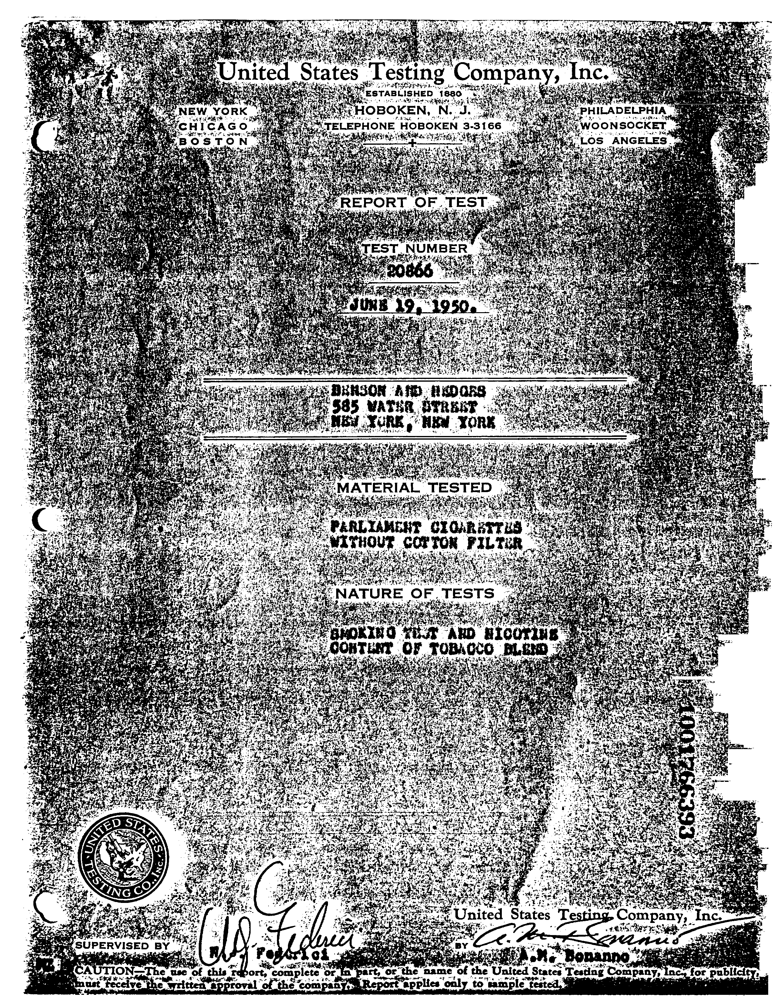 United States Testing Company, Inc.
ESTABLISHED 1880
NEW YORK
CHICAGO
BOSTON
HOBOKEN, N. J.
TELEPHONE HOBOKEN 3-3166
PHILADELPHIA
WOONSOCKET
LOS ANGELES
REPORT OF TEST
TEST NUMBER
20866
JUNE 19, 1950.
BENSON AND HEDGES
585 WATER STREET
NEW YORK, NEW YORK
MATERIAL TESTED
PARLIAMENT CIGARETTES
WITHOUT COTTON FILTER
NATURE OF TESTS
SMOKING TEST AND NICOTINE
CONTENT OF TOBACCO BLEND
1001766393
UNITED STATES
TESTING CO. INC.
United States Testing Company, Inc.
SUPERVISED BY
Federici
BY
A.M. Bonanno
CAUTION—The use of this report, complete or in part, or the name of the United States Testing Company, Inc., for publicity,
must receive the written approval of the company. Report applies only to sample tested.